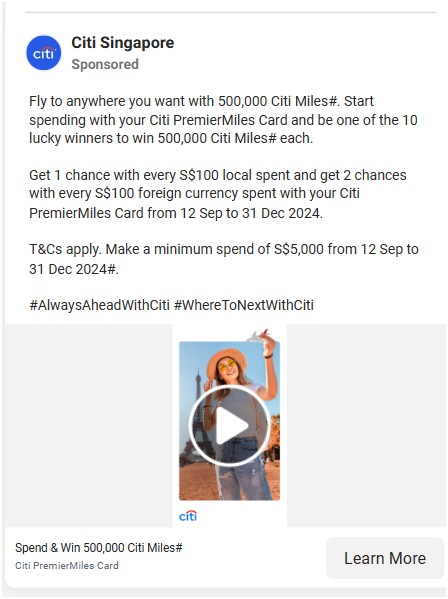 citi
Citi Singapore
Sponsored
Fly to anywhere you want with 500,000 Citi Miles#. Start
spending with your Citi PremierMiles Card and be one of the 10
lucky winners to win 500,000 Citi Miles# each.
Get 1 chance with every S$100 local spent and get 2 chances
with every S$100 foreign currency spent with your Citi
PremierMiles Card from 12 Sep to 31 Dec 2024.
T&Cs apply. Make a minimum spend of S$5,000 from 12 Sep to
31 Dec 2024#.
#AlwaysAheadWithCiti #WhereToNextWithCiti
citi
Spend & Win 500,000 Citi Miles#
Citi PremierMiles Card
Learn More